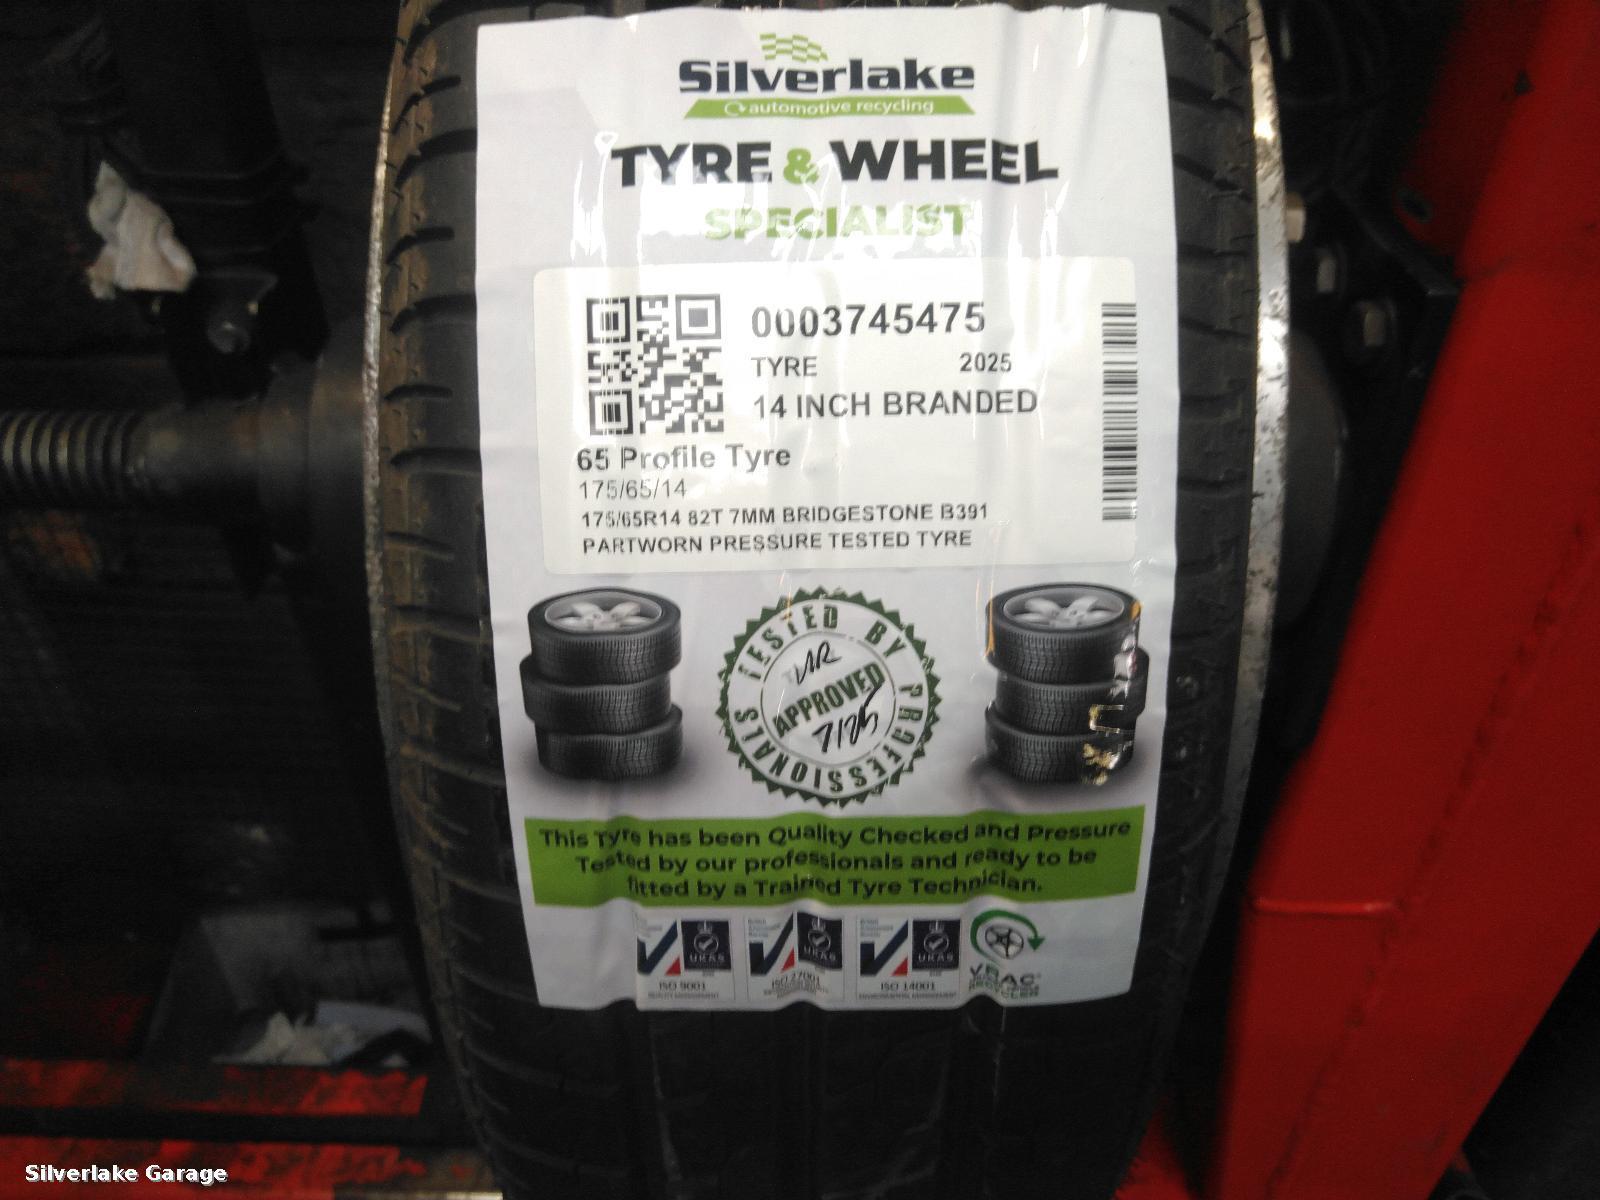 Silverlake
automotive recycling
TYRE & WHEEL
SPECIALIST
0003745475
TYRE 2025
14 INCH BRANDED
65 Profile Tyre
175/65/14
175/65R14 82T 7MM BRIDGESTONE B391
PARTWORN PRESSURE TESTED TYRE
TESTED BY PROFESSIONALS
APPROVED
This Tyre has been Quality Checked and Pressure
Tested by our professionals and ready to be
fitted by a Trained Tyre Technician.
UKAS UKAS UKAS
ISO 9001 ISO 27001 ISO 14001
Silverlake Garage